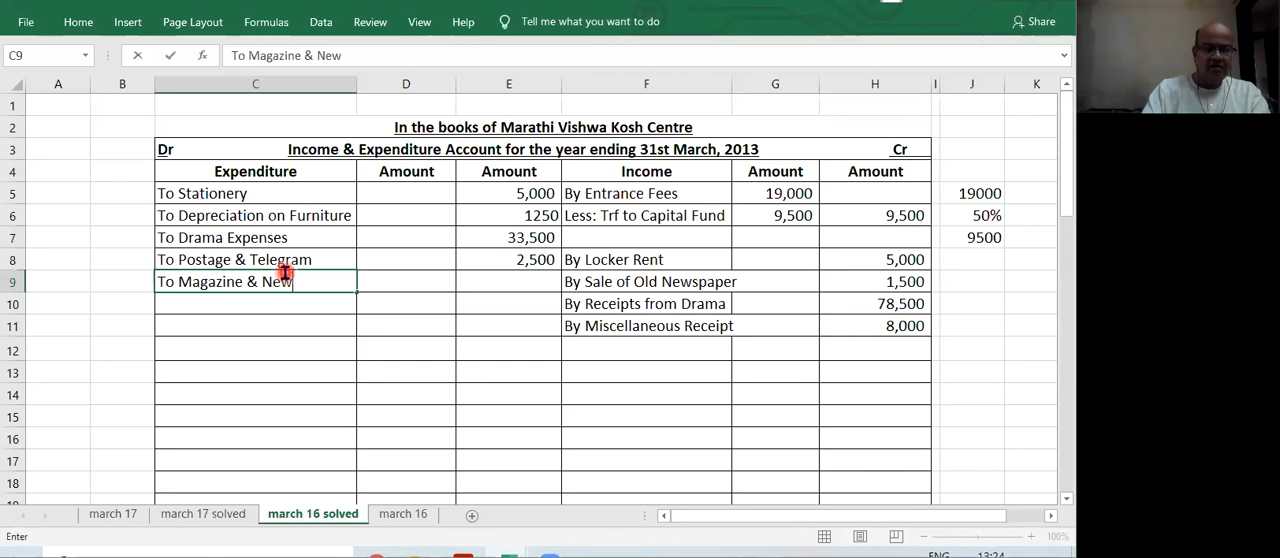 File Home Insert Page Layout Formulas Data Review View Help Tell me what you want to do Share
C9 fx To Magazine & New
A B C D E F G H I J K
1
2 In the books of Marathi Vishwa Kosh Centre
3 Dr Income & Expenditure Account for the year ending 31st March, 2013 Cr
4 Expenditure Amount Amount Income Amount Amount
5 To Stationery 5,000 By Entrance Fees 19,000 19000
6 To Depreciation on Furniture 1250 Less: Trf to Capital Fund 9,500 9,500 50%
7 To Drama Expenses 33,500 9500
8 To Postage & Telegram 2,500 By Locker Rent 5,000
9 To Magazine & New By Sale of Old Newspaper 1,500
10 By Receipts from Drama 78,500
11 By Miscellaneous Receipt 8,000
12
13
14
15
16
17
18
march 17 march 17 solved march 16 solved march 16
Enter 100%
ENG 13:24